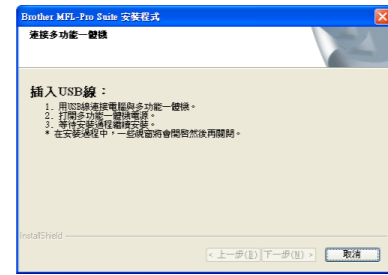 Brother MFL-Pro Suite 安裝程式
連接多功能一體機
插入USB線：
1. 用USB線連接電腦與多功能一體機。
2. 打開多功能一體機電源。
3. 等待安裝過程繼續安裝。
* 在安裝過程中，一些視窗將會開啓然後再關閉。
InstallShield
< 上一步(B) 下一步(N) > 取消